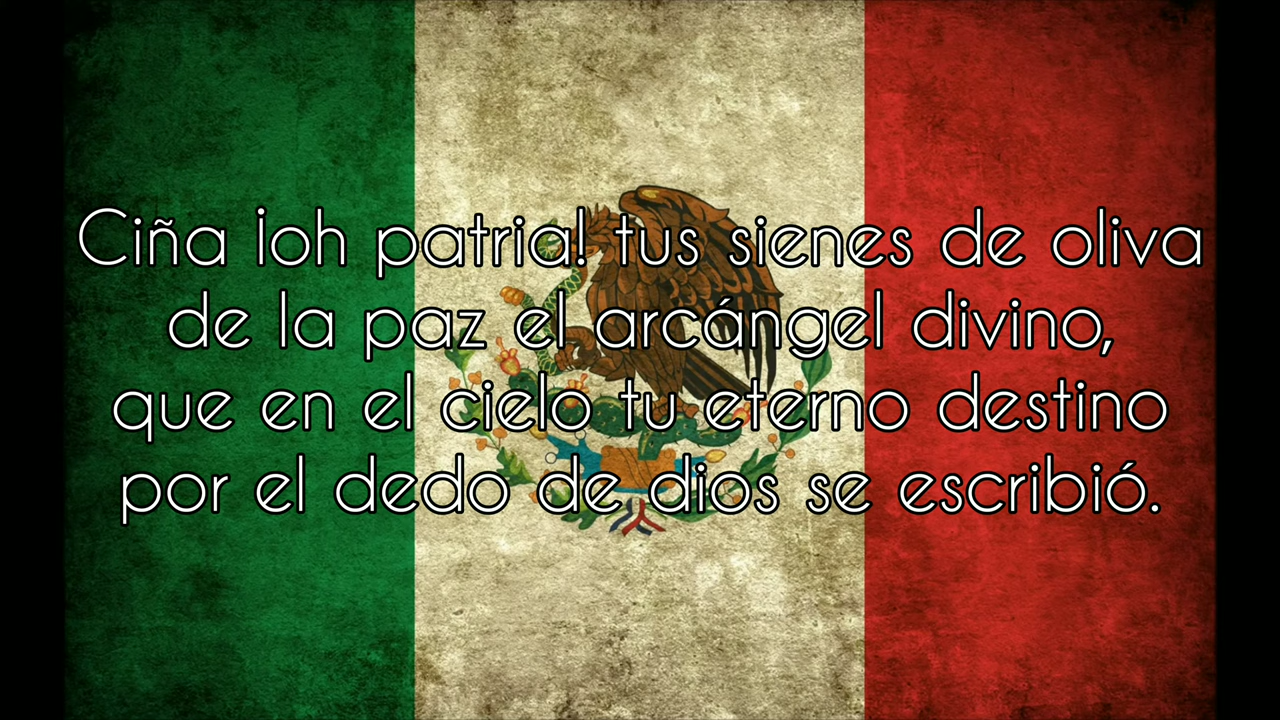 Ciña ¡oh patria! tus sienes de oliva
de la paz el arcángel divino,
que en el cielo tu eterno destino
por el dedo de dios se escribió.